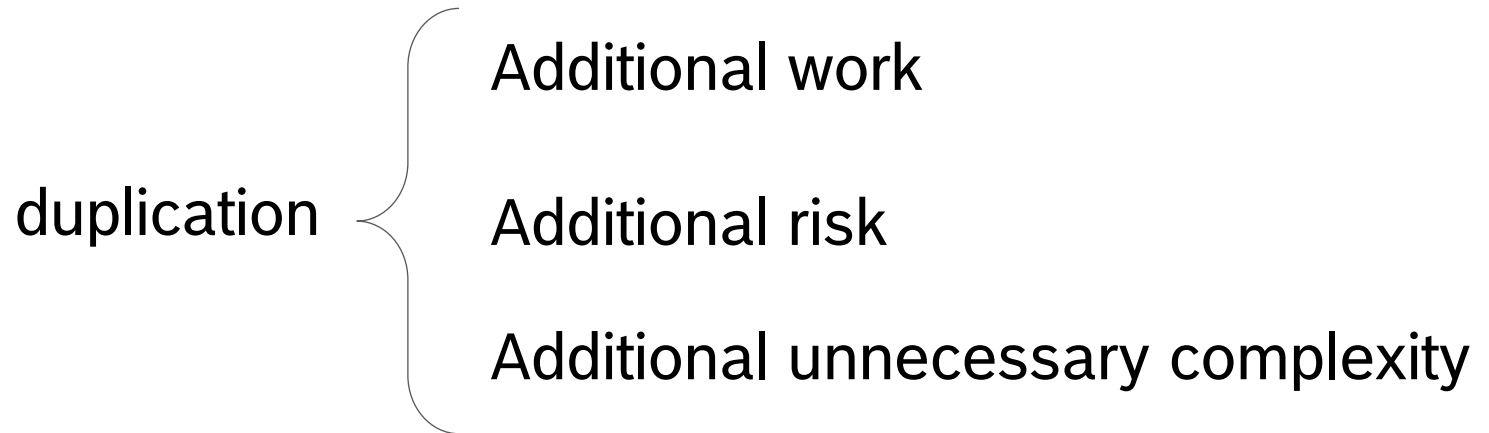 duplication
Additional work
Additional risk
Additional unnecessary complexity